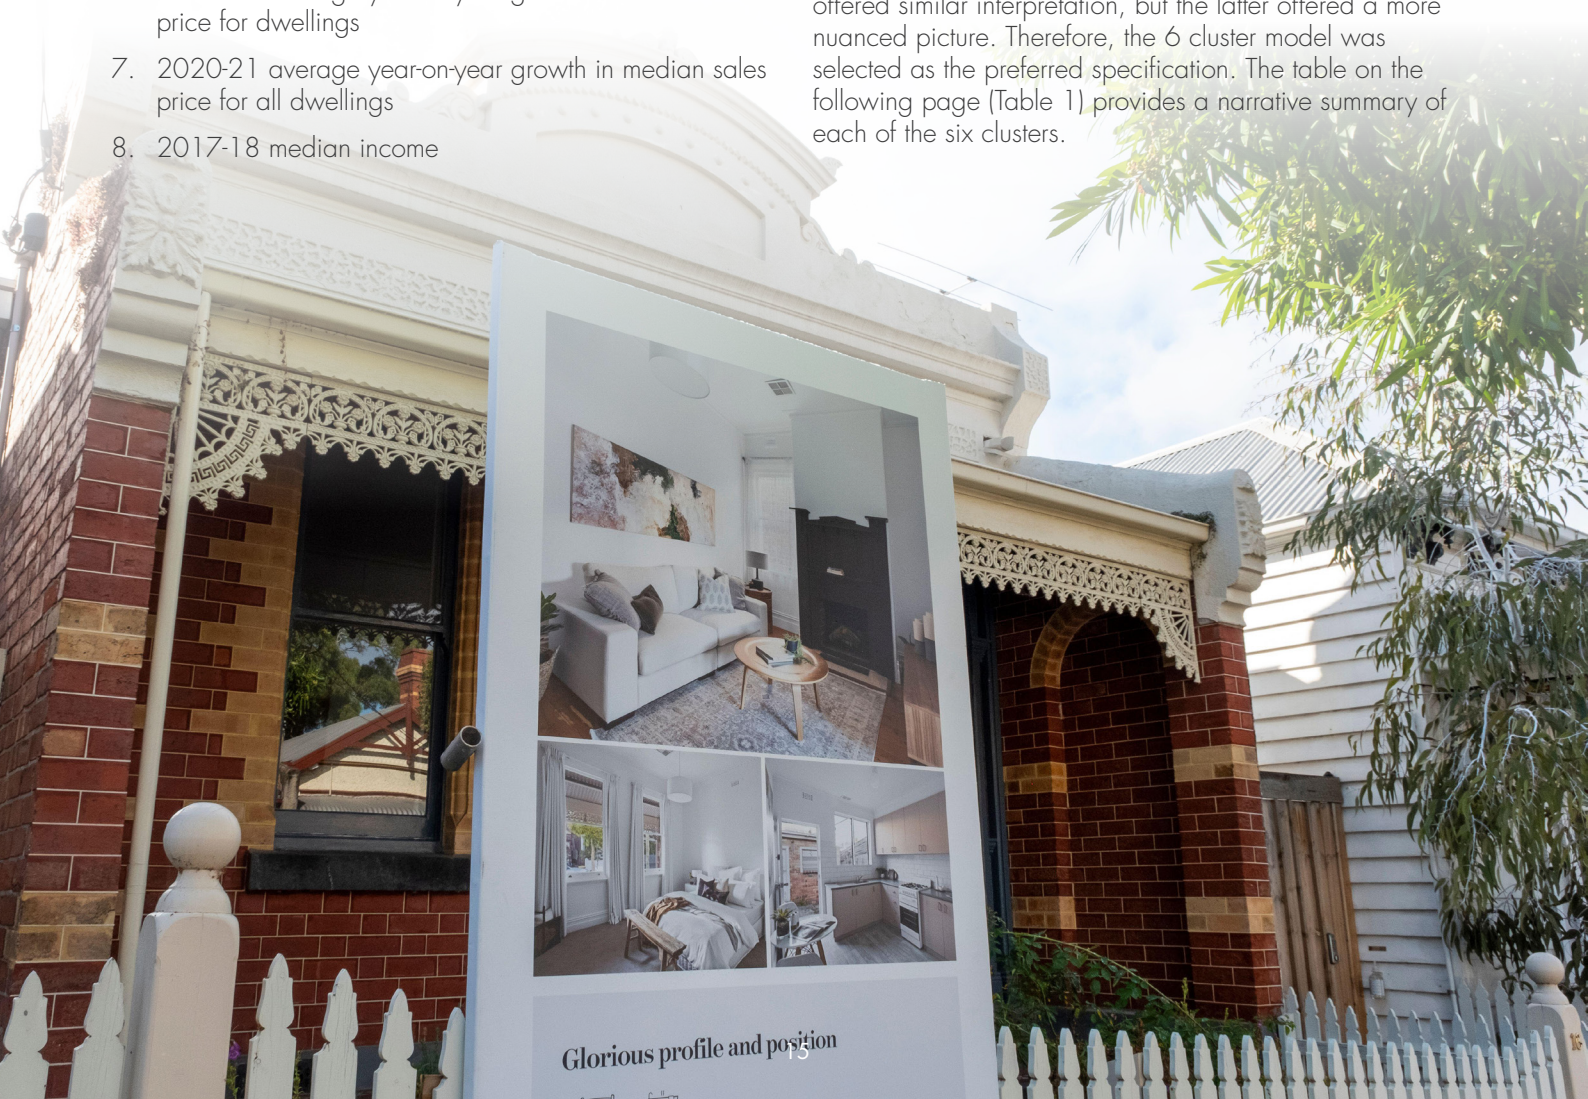 price for dwellings
7. 2020-21 average year-on-year growth in median sales
price for all dwellings
8. 2017-18 median income
offered similar interpretation, but the latter offered a more
nuanced picture. Therefore, the 6 cluster model was
selected as the preferred specification. The table on the
following page (Table 1) provides a narrative summary of
each of the six clusters.
Glorious profile and position
15